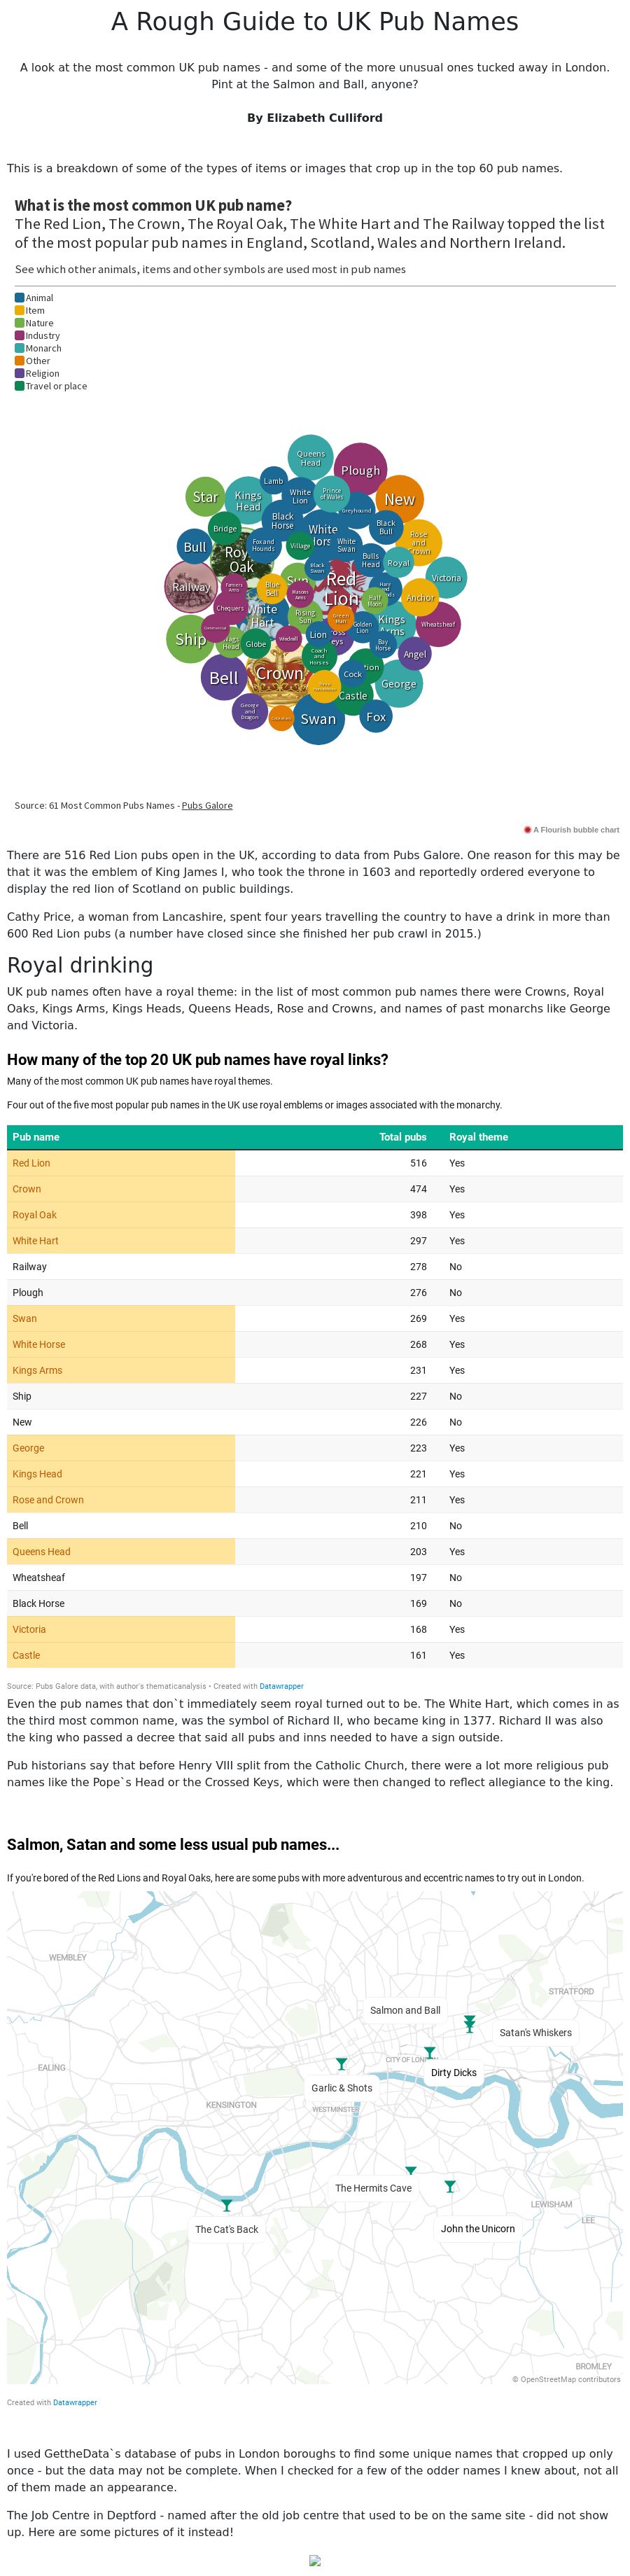 A Rough Guide to UK Pub Names
A look at the most common UK pub names - and some of the more unusual ones tucked away in London.
Pint at the Salmon and Ball, anyone?
By Elizabeth Culliford
This is a breakdown of some of the types of items or images that crop up in the top 60 pub names.
What is the most common UK pub name?
The Red Lion, The Crown, The Royal Oak, The White Hart and The Railway topped the list
of the most popular pub names in England, Scotland, Wales and Northern Ireland.
See which other animals, items and other symbols are used most in pub names
Animal
Item
Nature
Industry
Monarch
Other
Religion
Travel or place
Queens
Head
Plough
Lamb
Star
Kings
Head
White
Lion
Prince
of Wales
New
Greyhound
Black
Horse
Black
Bull
Bridge
White
Rose
and
Crown
Bull
Fox and
Hounds
Village
White
Swan
Oak
Bulls
Head
Royal
Black
Swan
Victoria
Railway
Farmers
Arms
Blue
Bell
Masons
Arms
Red
Lion
Half
Moon
Anchor
Chequers
White
Hart
Rising
Sun
Green
Man
Kings
Arms
Wheatsheaf
Commercial
Golden
Lion
Ship
Head
Globe
Windmill
Lion
Bay
Horse
Angel
Coach
and
Horses
Bell
Crown
Cock
Castle
George
George
and
Dragon
Swan
Fox
Source: 61 Most Common Pubs Names - Pubs Galore
A Flourish bubble chart
There are 516 Red Lion pubs open in the UK, according to data from Pubs Galore. One reason for this may be
that it was the emblem of King James I, who took the throne in 1603 and reportedly ordered everyone to
display the red lion of Scotland on public buildings.
Cathy Price, a woman from Lancashire, spent four years travelling the country to have a drink in more than
600 Red Lion pubs (a number have closed since she finished her pub crawl in 2015.)
Royal drinking
UK pub names often have a royal theme: in the list of most common pub names there were Crowns, Royal
Oaks, Kings Arms, Kings Heads, Queens Heads, Rose and Crowns, and names of past monarchs like George
and Victoria.
How many of the top 20 UK pub names have royal links?
Many of the most common UK pub names have royal themes.
Four out of the five most popular pub names in the UK use royal emblems or images associated with the monarchy.
Pub name Total pubs Royal theme
Red Lion 516 Yes
Crown 474 Yes
Royal Oak 398 Yes
White Hart 297 Yes
Railway 278 No
Plough 276 No
Swan 269 Yes
White Horse 268 Yes
Kings Arms 231 Yes
Ship 227 No
New 226 No
George 223 Yes
Kings Head 221 Yes
Rose and Crown 211 Yes
Bell 210 No
Queens Head 203 Yes
Wheatsheaf 197 No
Black Horse 169 No
Victoria 168 Yes
Castle 161 Yes
Source: Pubs Galore data, with author's thematicanalysis • Created with Datawrapper
Even the pub names that don`t immediately seem royal turned out to be. The White Hart, which comes in as
the third most common name, was the symbol of Richard II, who became king in 1377. Richard II was also
the king who passed a decree that said all pubs and inns needed to have a sign outside.
Pub historians say that before Henry VIII split from the Catholic Church, there were a lot more religious pub
names like the Pope`s Head or the Crossed Keys, which were then changed to reflect allegiance to the king.
Salmon, Satan and some less usual pub names...
If you're bored of the Red Lions and Royal Oaks, here are some pubs with more adventurous and eccentric names to try out in London.
WEMBLEY
STRATFORD
Salmon and Ball
Satan's Whiskers
CITY OF LONDON
EALING
Dirty Dicks
Garlic & Shots
KENSINGTON
WESTMINSTER
The Hermits Cave
LEWISHAM
LEE
The Cat's Back
John the Unicorn
BROMLEY
© OpenStreetMap contributors
Created with Datawrapper
I used GettheData`s database of pubs in London boroughs to find some unique names that cropped up only
once - but the data may not be complete. When I checked for a few of the odder names I knew about, not all
of them made an appearance.
The Job Centre in Deptford - named after the old job centre that used to be on the same site - did not show
up. Here are some pictures of it instead!